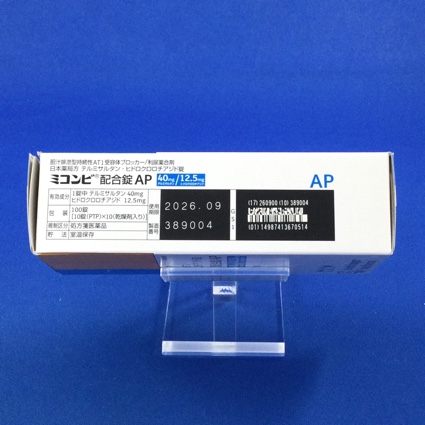 胆汁排泄型持続性AT1受容体ブロッカー/利尿薬合剤
日本薬局方 テルミサルタン・ヒドロクロロチアジド錠
ミコンビ®配合錠AP 40mg/12.5mg
AP
有効成分 1錠中 テルミサルタン 40mg
ヒドロクロロチアジド 12.5mg
包装 100錠
[10錠(PTP)×10(乾燥剤入り)]
規制区分 処方箋医薬品
貯法 室温保存
使用期限 2026.09
製造番号 389004
GS1
(17)260900(10)389004
(01)14987413670514